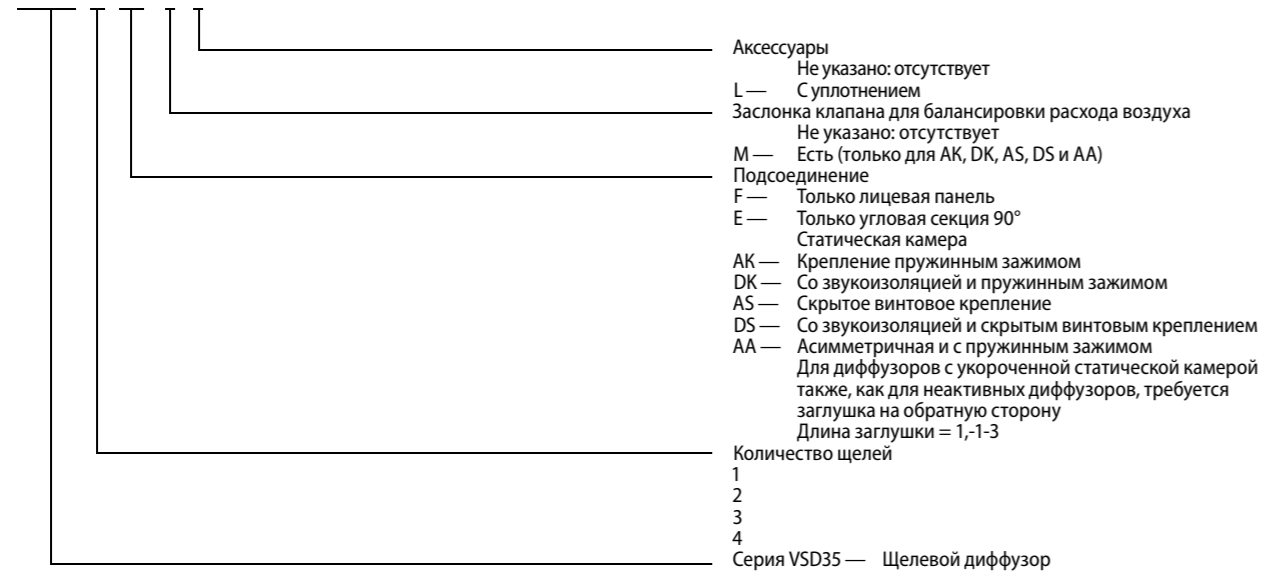 Аксессуары
Не указано: отсутствует
L — С уплотнением
Заслонка клапана для балансировки расхода воздуха
Не указано: отсутствует
M — Есть (только для AK, DK, AS, DS и AA)
Подсоединение
F — Только лицевая панель
E — Только угловая секция 90°
Статическая камера
AK — Крепление пружинным зажимом
DK — Со звукоизоляцией и пружинным зажимом
AS — Скрытое винтовое крепление
DS — Со звукоизоляцией и скрытым винтовым креплением
AA — Асимметричная и с пружинным зажимом
Для диффузоров с укороченной статической камерой
также, как для неактивных диффузоров, требуется
заглушка на обратную сторону
Длина заглушки = 1,-1-3
Количество щелей
1
2
3
4
Серия VSD35 — Щелевой диффузор